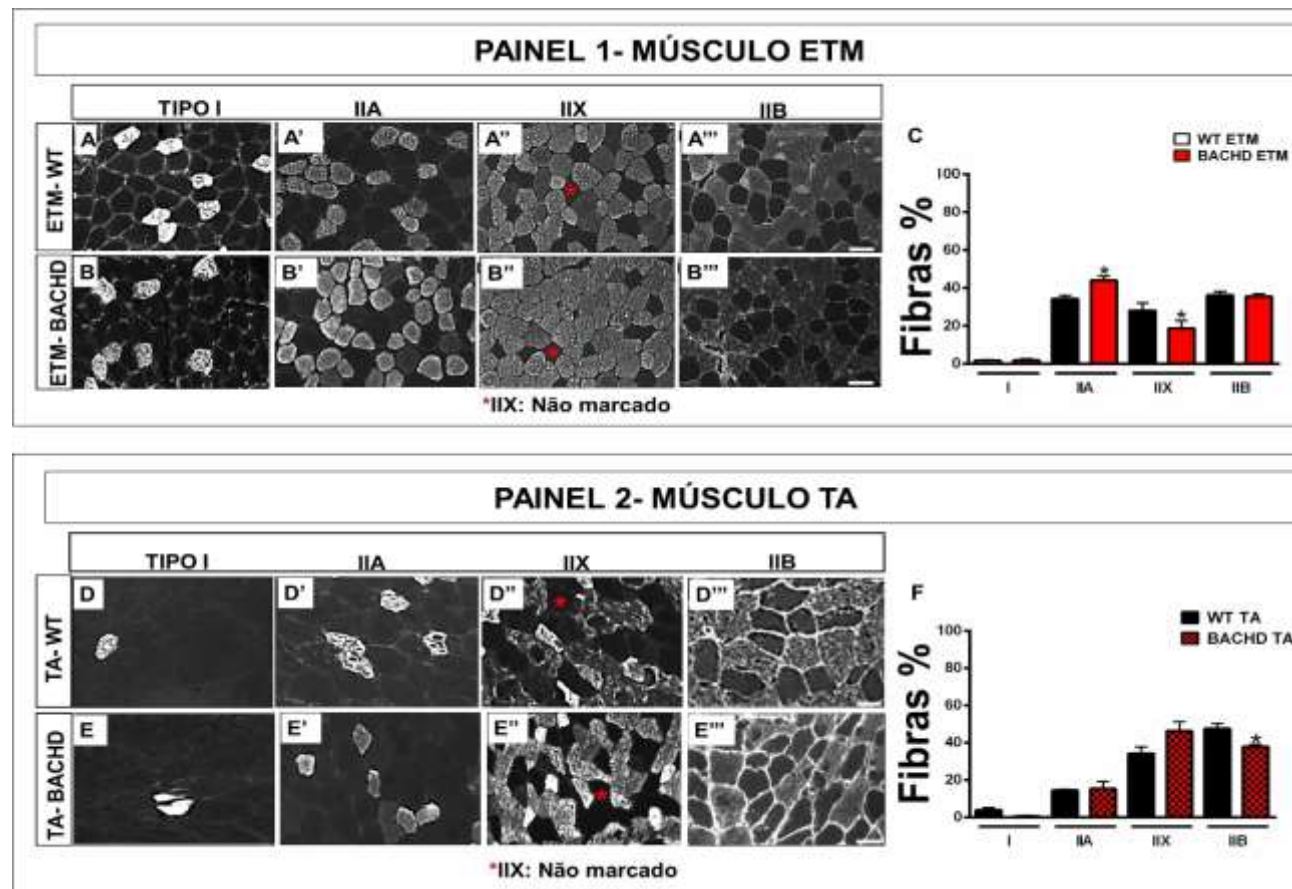 PAINEL 1- MÚSCULO ETM
TIPO I IIA IIX IIB
ETM- WT
A A' A'' A'''
ETM-BACHD
B B' B'' B'''
*IIX: Não marcado
C
WT ETM
BACHD ETM
Fibras %
100
80
60
40
20
0
* *
I IIA IIX IIB
PAINEL 2- MÚSCULO TA
TIPO I IIA IIX IIB
TA- WT
D D' D'' D'''
TA- BACHD
E E' E'' E'''
*IIX: Não marcado
F
WT TA
BACHD TA
Fibras %
100
80
60
40
20
0
*
I IIA IIX IIB